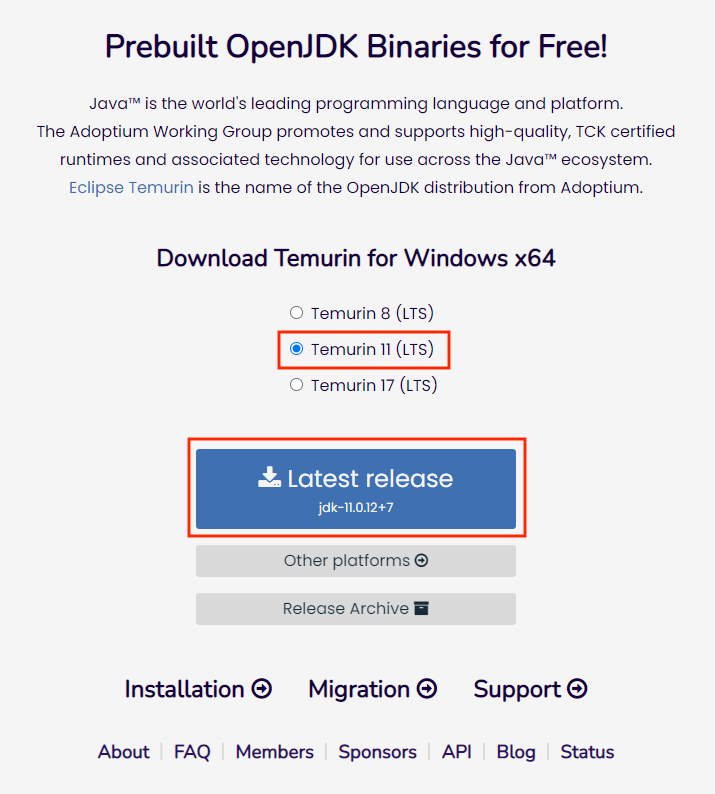 Prebuilt OpenJDK Binaries for Free!
Java™ is the world's leading programming language and platform.
The Adoptium Working Group promotes and supports high-quality, TCK certified
runtimes and associated technology for use across the Java™ ecosystem.
Eclipse Temurin is the name of the OpenJDK distribution from Adoptium.
Download Temurin for Windows x64
Temurin 8 (LTS)
Temurin 11 (LTS)
Temurin 17 (LTS)
Latest release
jdk-11.0.12+7
Other platforms
Release Archive
Installation Migration Support
About FAQ Members Sponsors API Blog Status